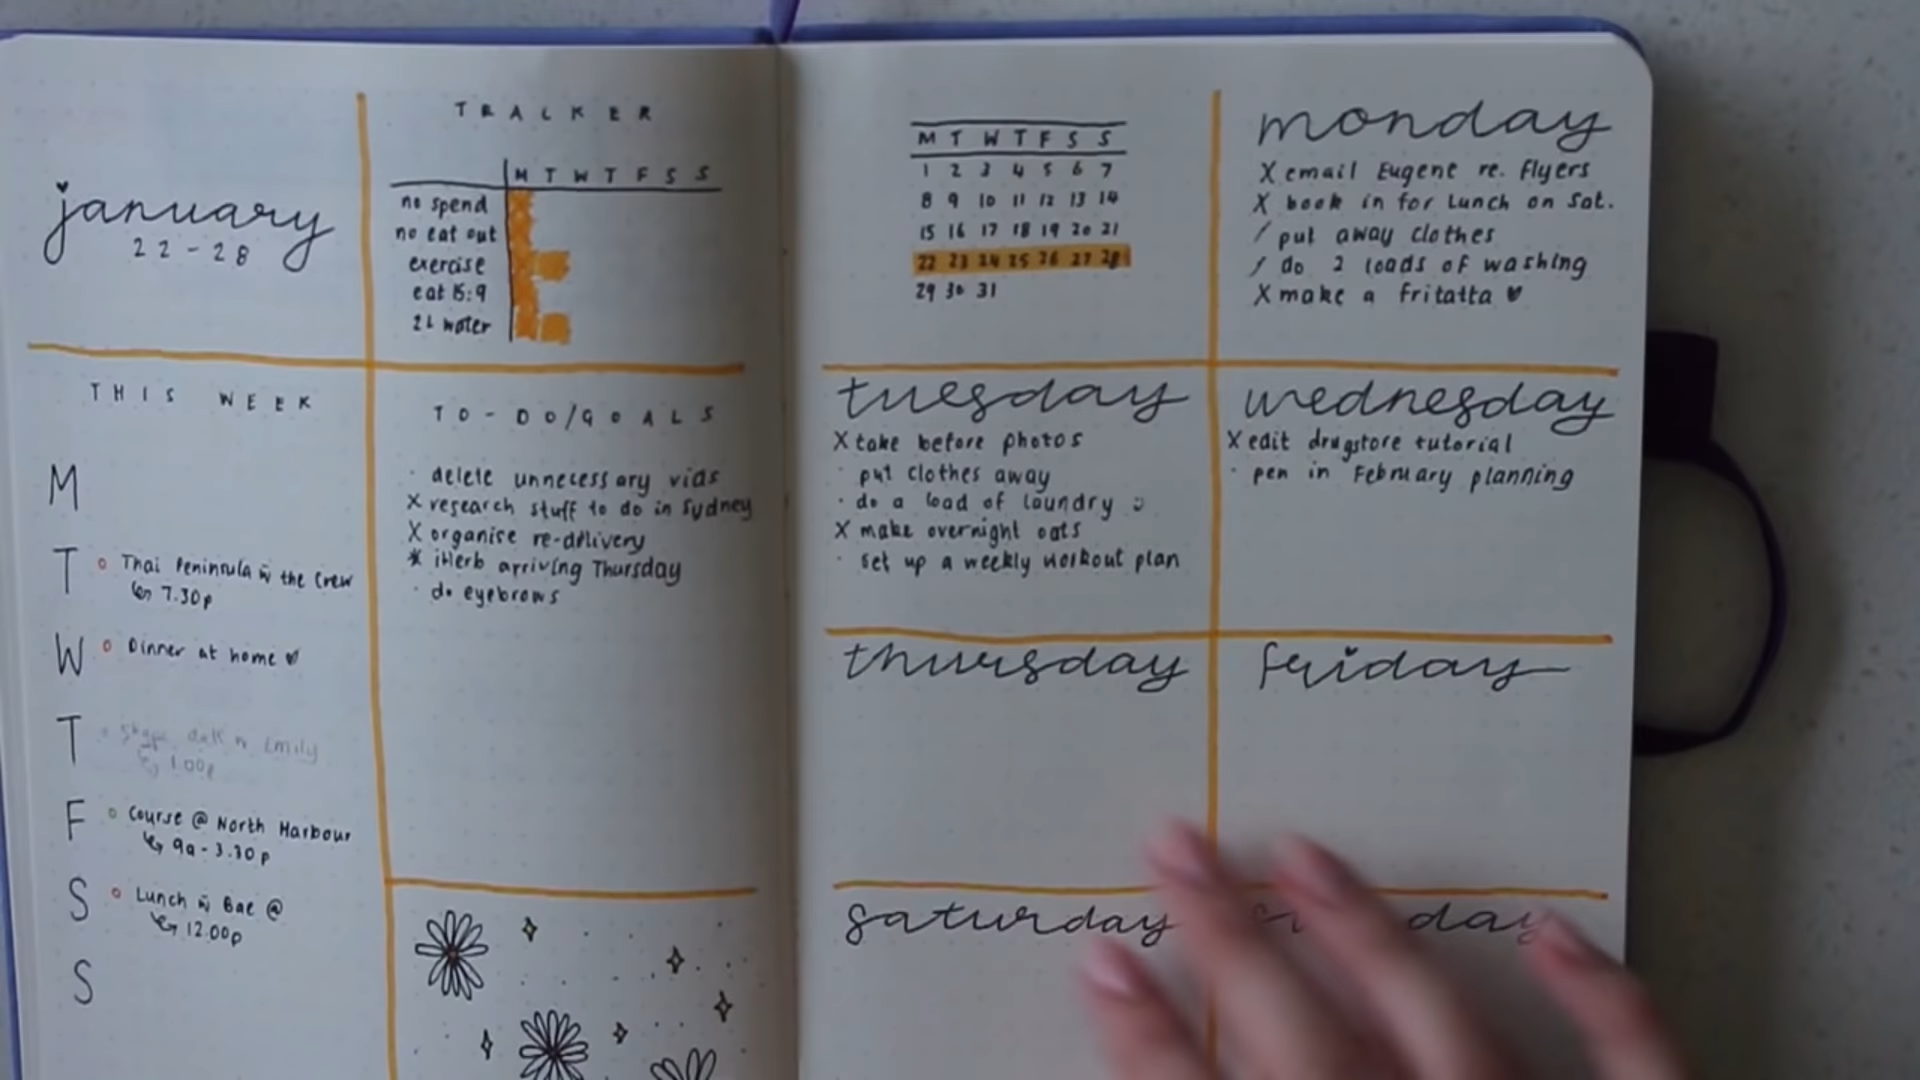 january
22-28
TRACKER
M T W T F S S
no spend
no eat out
exercise
eat 15:9
2L water
THIS WEEK
M
T Thai Peninsula w the Crew
7.30p
W Dinner at home
T Emily
1.00p
F Course @ North Harbour
9a-3.30p
S Lunch w Bae @
12.00p
S
TO-DO/GOALS
· delete unnecessary vids
X research stuff to do in Sydney
X organise re-delivery
* iHerb arriving Thursday
· do eyebrows
M T W T F S S
1 2 3 4 5 6 7
8 9 10 11 12 13 14
15 16 17 18 19 20 21
22 23 24 25 26 27 28
29 30 31
monday
X email Eugene re. Flyers
X book in for Lunch on Sat.
/ put away clothes
/ do 2 loads of washing
X make a fritatta ♥
tuesday
X take before photos
· put clothes away
· do a load of laundry
X make overnight oats
· set up a weekly workout plan
wednesday
X edit drugstore tutorial
· pen in February planning
thursday
friday
saturday
day